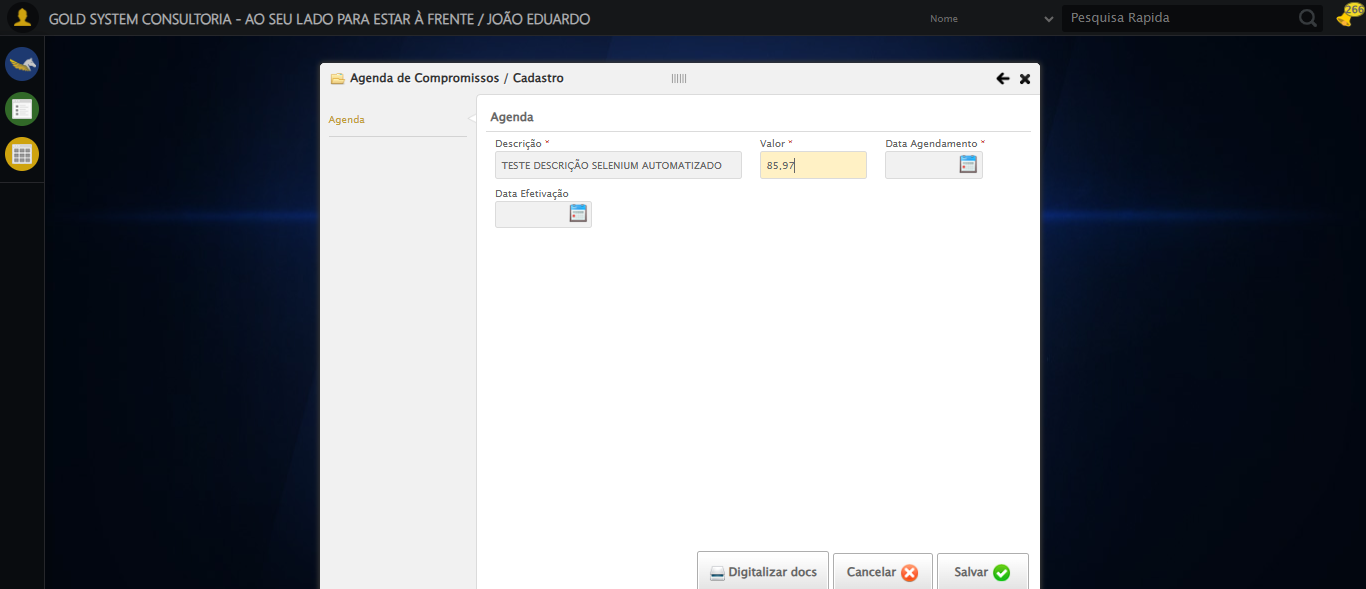 GOLD SYSTEM CONSULTORIA - AO SEU LADO PARA ESTAR À FRENTE / JOÃO EDUARDO
Nome
Pesquisa Rapida
266
Agenda de Compromissos / Cadastro
Agenda
Agenda
Descrição *
Valor *
Data Agendamento *
TESTE DESCRIÇÃO SELENIUM AUTOMATIZADO
85,97
Data Efetivação
Digitalizar docs
Cancelar
Salvar